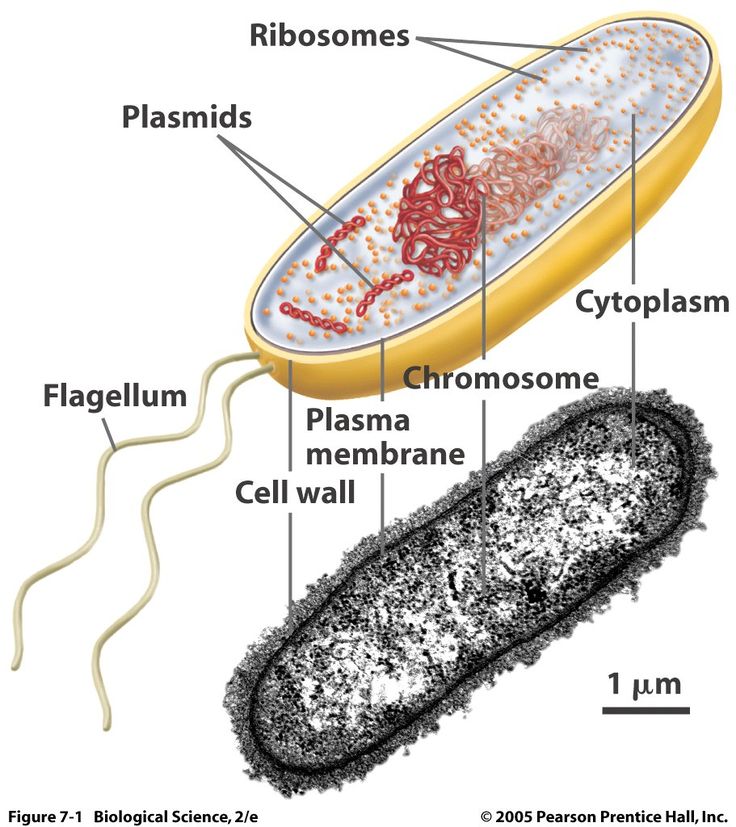 Ribosomes
Plasmids
Cytoplasm
Chromosome
Flagellum
Plasma
membrane
Cell wall
1 μm
Figure 7-1 Biological Science, 2/e
© 2005 Pearson Prentice Hall, Inc.